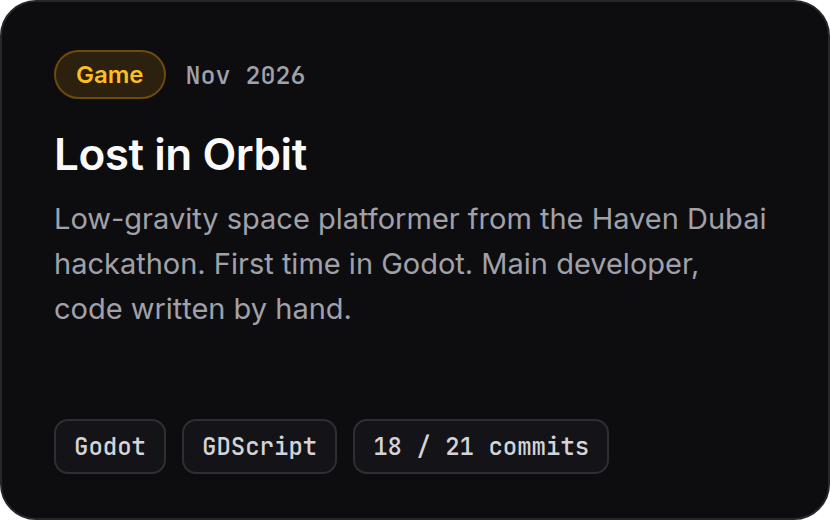 Game
Nov 2026
Lost in Orbit
Low-gravity space platformer from the Haven Dubai
hackathon. First time in Godot. Main developer,
code written by hand.
Godot
GDScript
18 / 21 commits